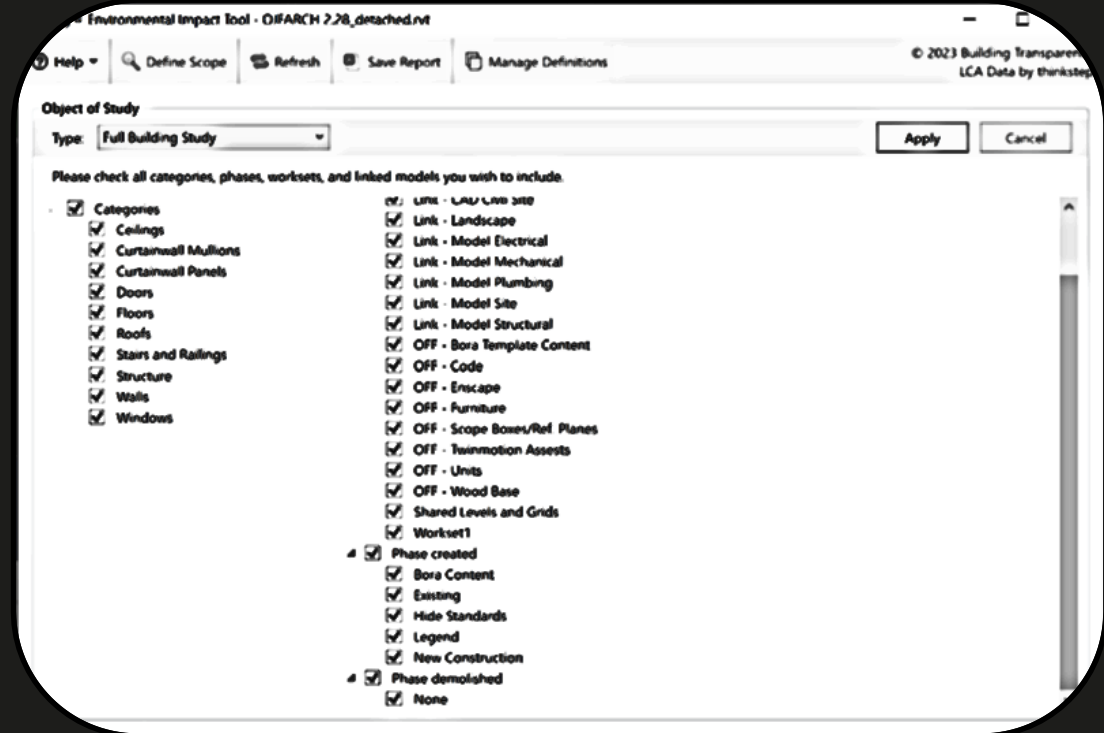 - Environmental Impact Tool - OIFARCH 2.28_detached.rvt
Help
Define Scope
Refresh
Save Report
Manage Definitions
© 2023 Building Transparen
LCA Data by thinkstep
Object of Study
Type:
Full Building Study
Apply
Cancel
Please check all categories, phases, worksets, and linked models you wish to include.
Categories
Ceilings
Curtainwall Mullions
Curtainwall Panels
Doors
Floors
Roofs
Stairs and Railings
Structure
Walls
Windows
Link - CAD Civil Site
Link - Landscape
Link - Model Electrical
Link - Model Mechanical
Link - Model Plumbing
Link - Model Site
Link - Model Structural
OFF - Bora Template Content
OFF - Code
OFF - Enscape
OFF - Furniture
OFF - Scope Boxes/Ref. Planes
OFF - Twinmotion Assests
OFF - Units
OFF - Wood Base
Shared Levels and Grids
Workset1
Phase created
Bora Content
Existing
Hide Standards
Legend
New Construction
Phase demolished
None